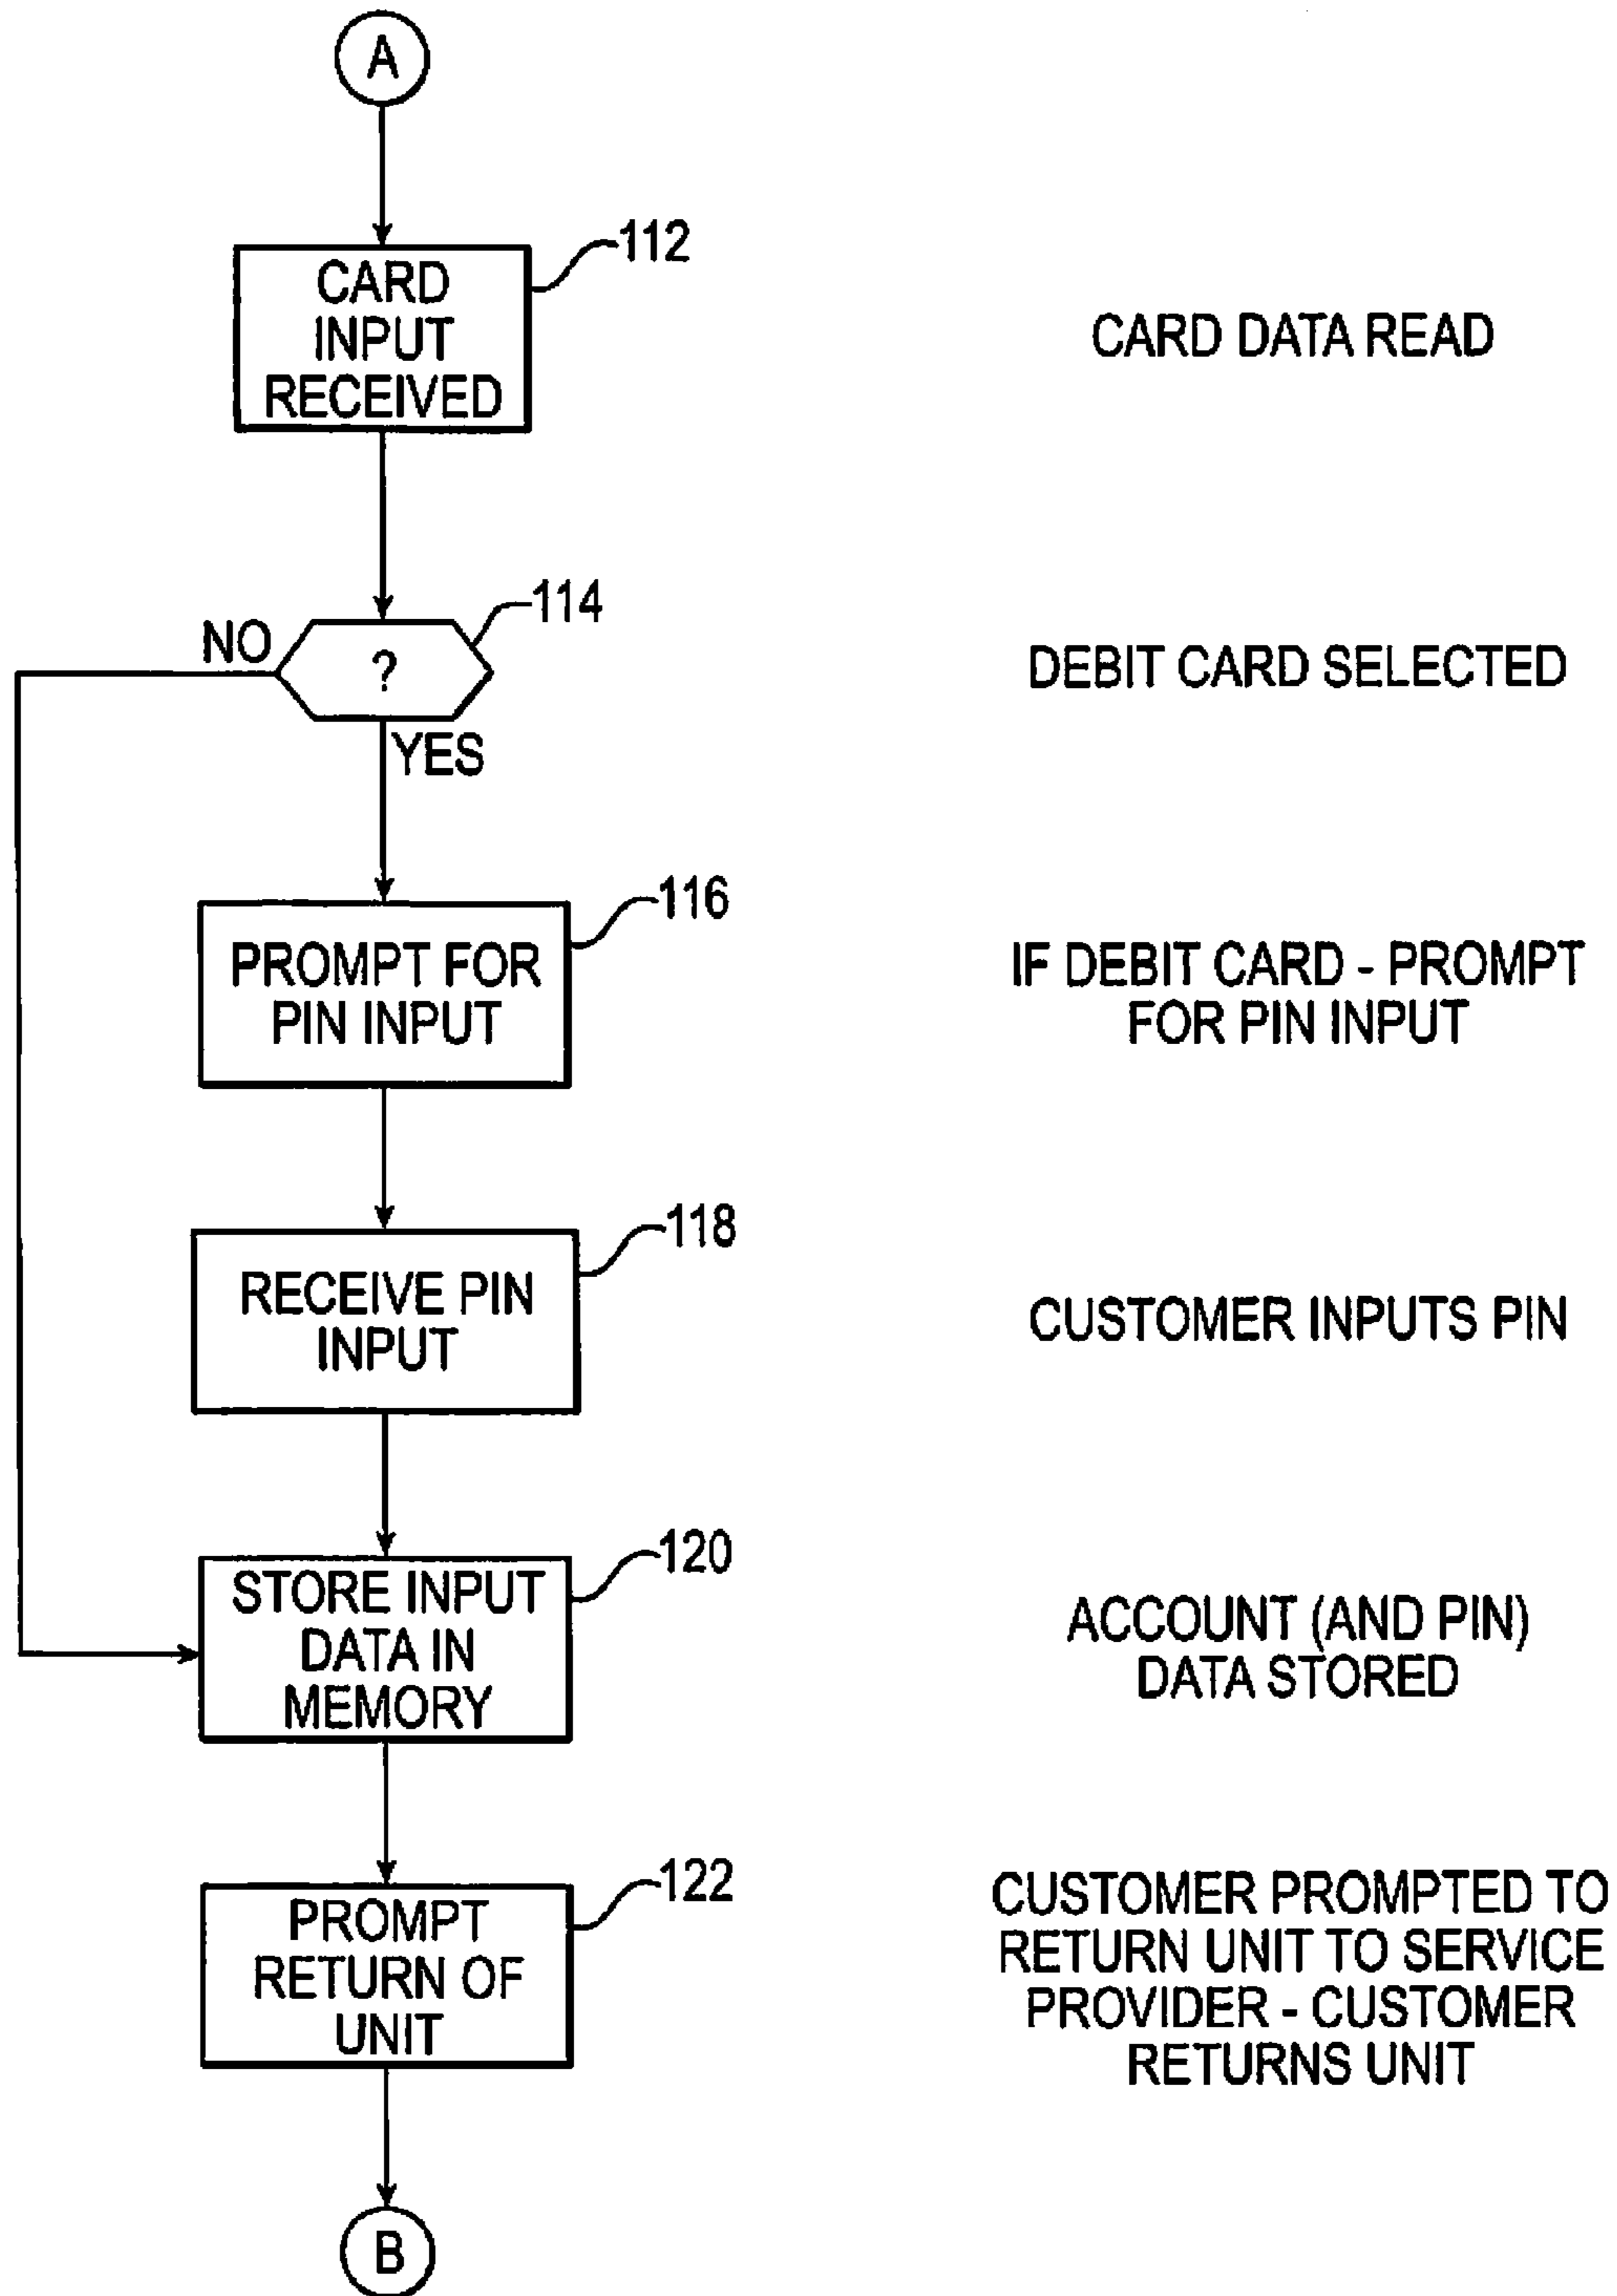 A
CARD
INPUT
RECEIVED
112
CARD DATA READ
NO
?
114
YES
DEBIT CARD SELECTED
PROMPT FOR
PIN INPUT
116
IF DEBIT CARD - PROMPT
FOR PIN INPUT
RECEIVE PIN
INPUT
118
CUSTOMER INPUTS PIN
STORE INPUT
DATA IN
MEMORY
120
ACCOUNT (AND PIN)
DATA STORED
PROMPT
RETURN OF
UNIT
122
CUSTOMER PROMPTED TO
RETURN UNIT TO SERVICE
PROVIDER - CUSTOMER
RETURNS UNIT
B